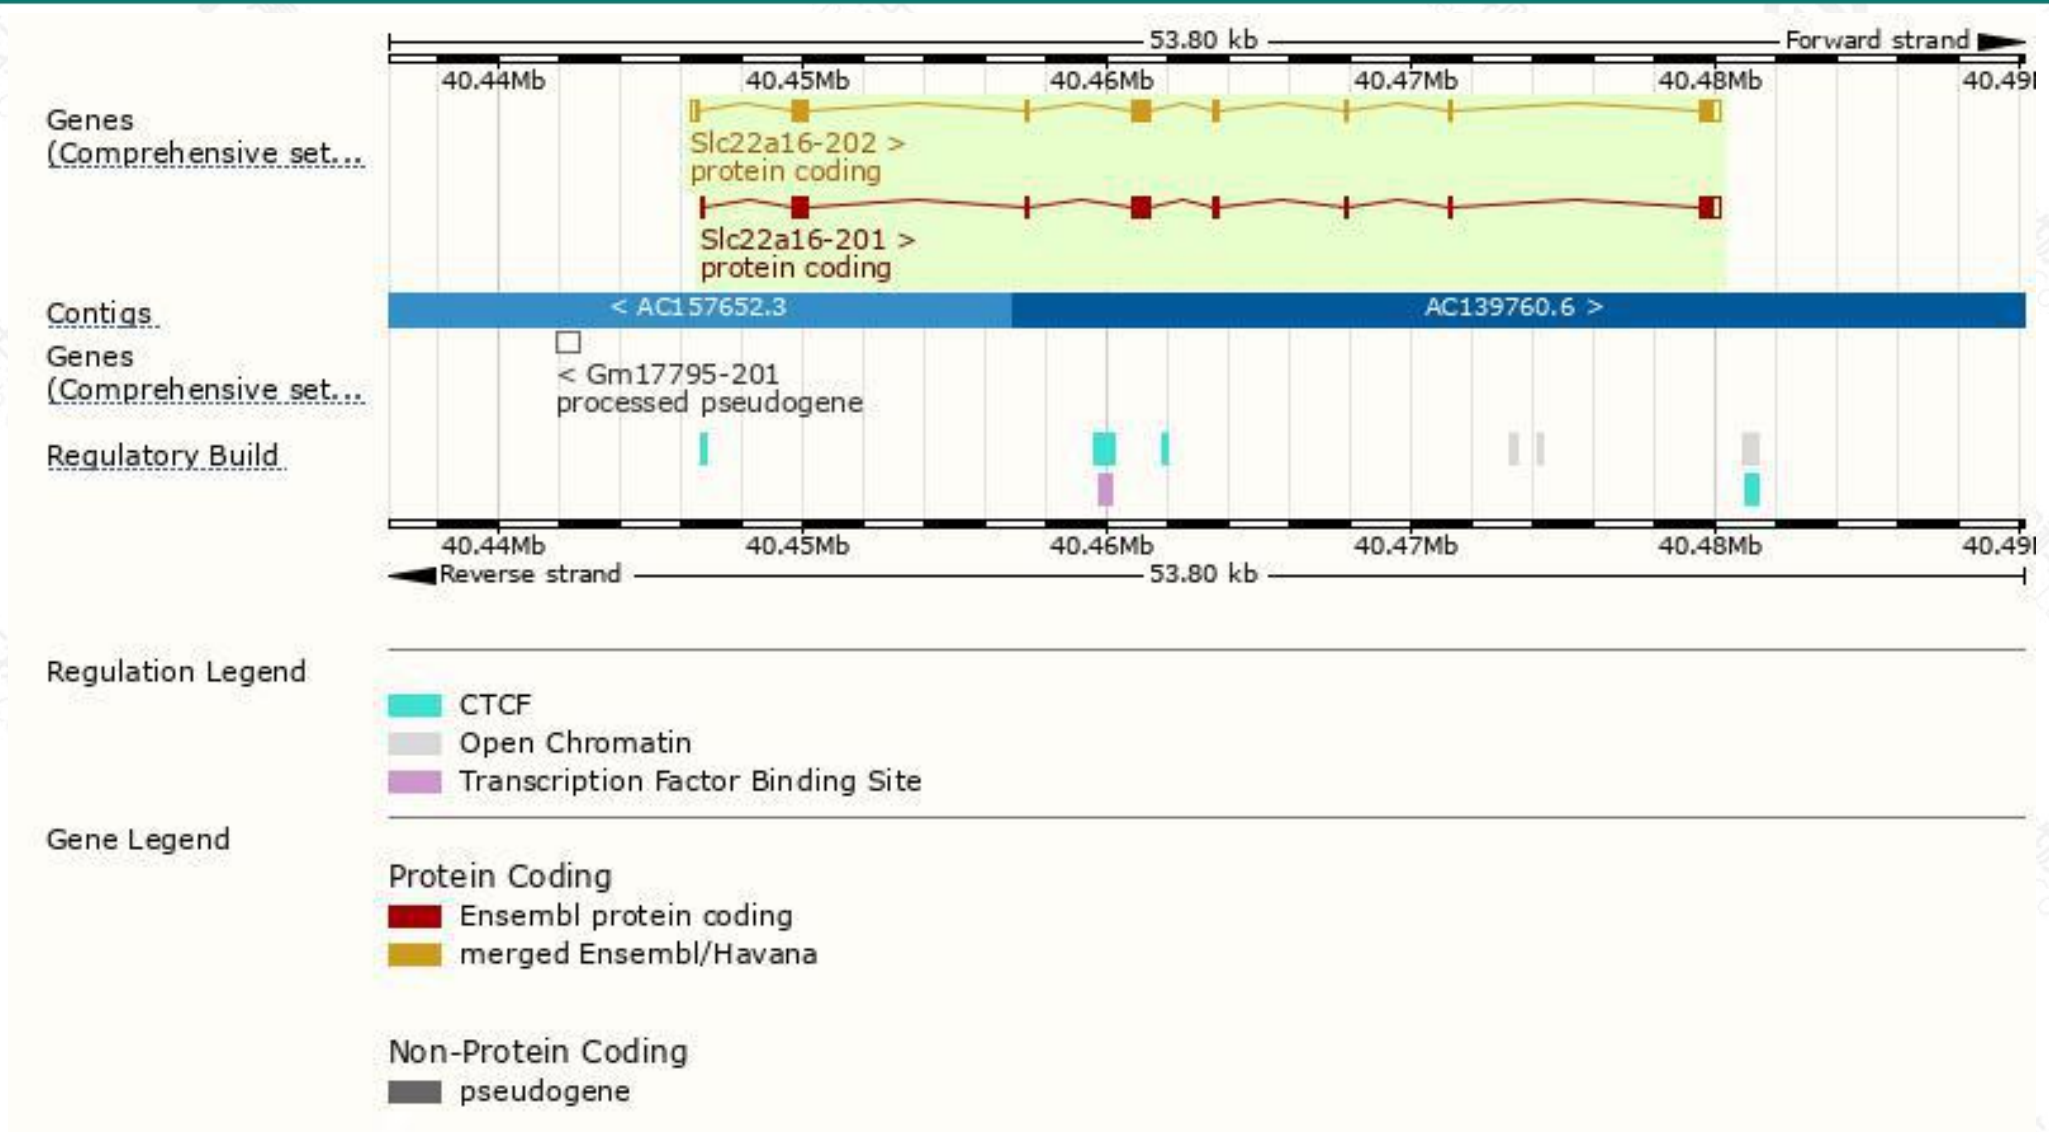 53.80 kb Forward strand
40.44Mb 40.45Mb 40.46Mb 40.47Mb 40.48Mb 40.49
Genes
(Comprehensive set...
Slc22a16-202 >
protein coding
Slc22a16-201 >
protein coding
Contigs
< AC157652.3 AC139760.6 >
Genes
(Comprehensive set...
< Gm17795-201
processed pseudogene
Regulatory Build
40.44Mb 40.45Mb 40.46Mb 40.47Mb 40.48Mb 40.49
Reverse strand 53.80 kb
Regulation Legend
CTCF
Open Chromatin
Transcription Factor Binding Site
Gene Legend
Protein Coding
Ensembl protein coding
merged Ensembl/Havana
Non-Protein Coding
pseudogene